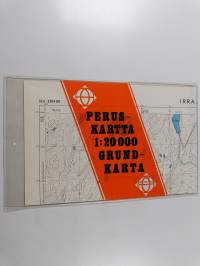 IRRA
PERUS-
KARTTA
1:20 000
GRUND-
KARTA